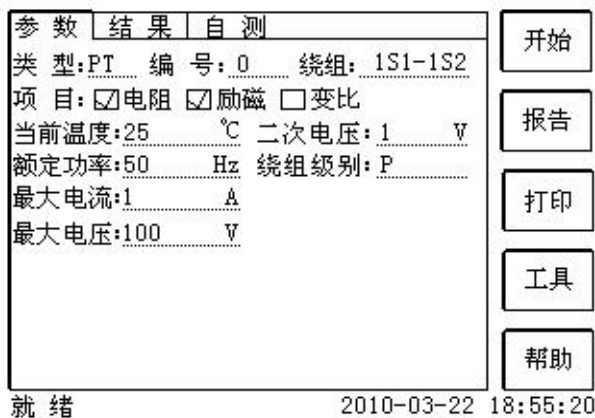 参 数 结 果 自 测
类 型:PT 编 号:0 绕组: 1S1-1S2
项 目:☑电阻 ☑励磁 ☐变比
当前温度:25 ℃ 二次电压:1 V
额定功率:50 Hz 绕组级别:P
最大电流:1 A
最大电压:100 V
开始
报告
打印
工具
帮助
就 绪 2010-03-22 18:55:20